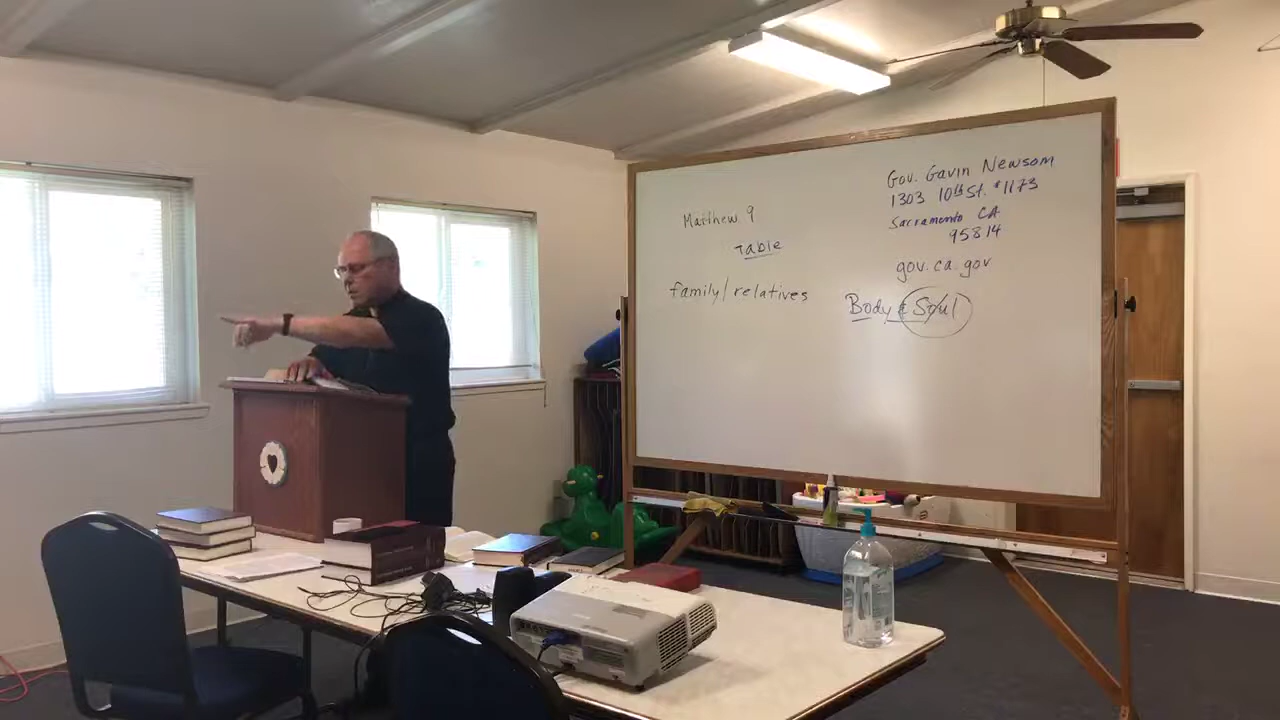 Matthew 9
Table
family/relatives
Gov. Gavin Newsom
1303 10th St. #1173
Sacramento CA
95814
gov.ca.gov
Body & Soul